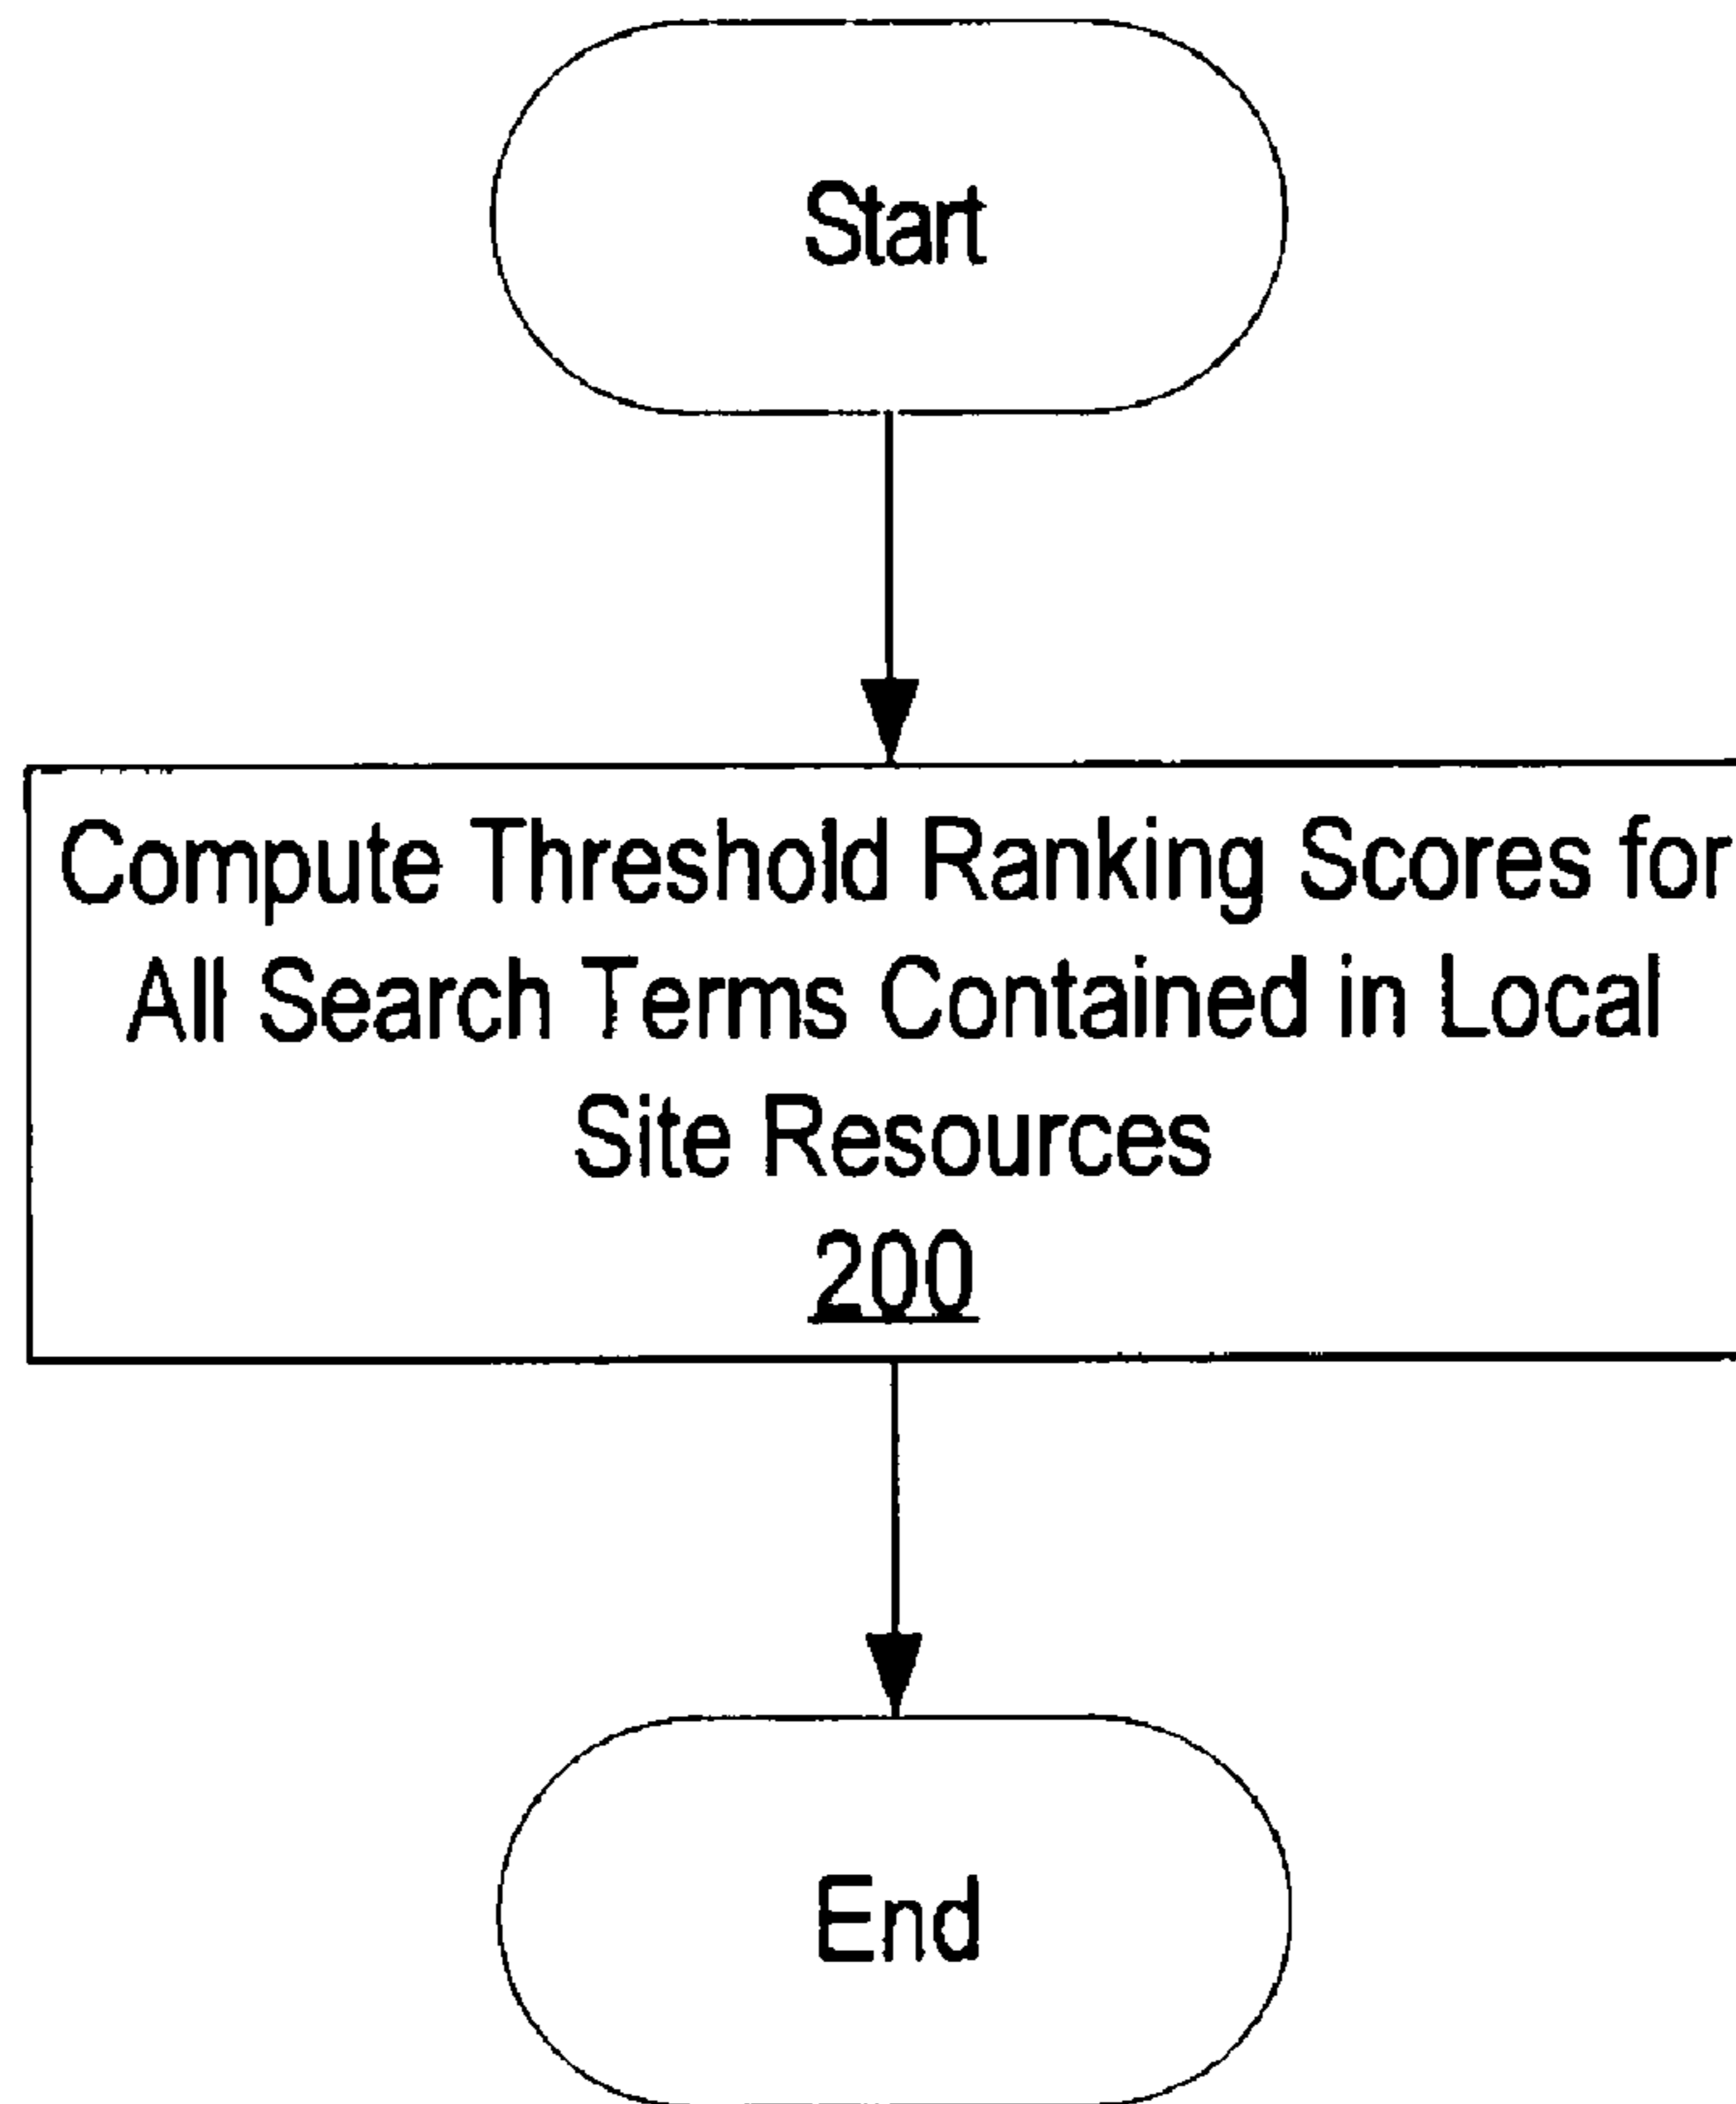 Start
Compute Threshold Ranking Scores for
All Search Terms Contained in Local
Site Resources
200
End